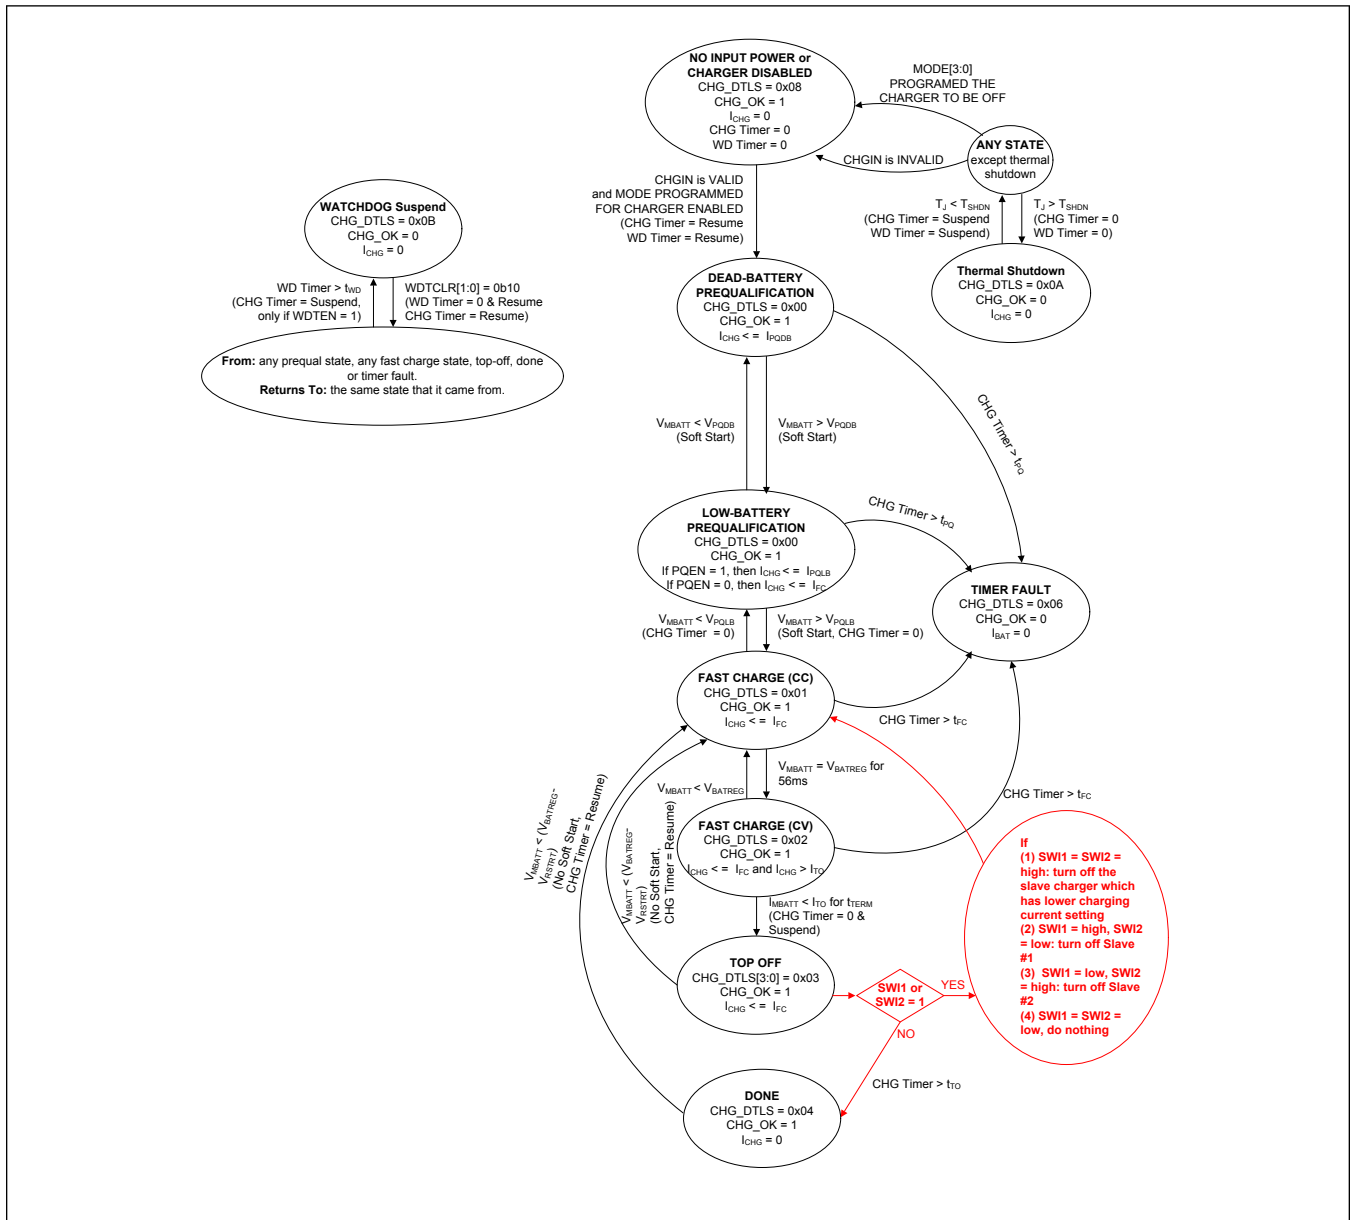 NO INPUT POWER or
CHARGER DISABLED
CHG_DTLS = 0x08
CHG_OK = 1
ICHG = 0
CHG Timer = 0
WD Timer = 0
MODE[3:0]
PROGRAMED THE
CHARGER TO BE OFF
ANY STATE
except thermal
shutdown
CHGIN is INVALID
CHGIN is VALID
and MODE PROGRAMMED
FOR CHARGER ENABLED
(CHG Timer = Resume
WD Timer = Resume)
TJ < TSHDN
(CHG Timer = Suspend
WD Timer = Suspend)
TJ > TSHDN
(CHG Timer = 0
WD Timer = 0)
Thermal Shutdown
CHG_DTLS = 0x0A
CHG_OK = 0
ICHG = 0
WATCHDOG Suspend
CHG_DTLS = 0x0B
CHG_OK = 0
ICHG = 0
WD Timer > tWD
(CHG Timer = Suspend,
only if WDTEN = 1)
WDTCLR[1:0] = 0b10
(WD Timer = 0 & Resume
CHG Timer = Resume)
From: any prequal state, any fast charge state, top-off, done
or timer fault.
Returns To: the same state that it came from.
DEAD-BATTERY
PREQUALIFICATION
CHG_DTLS = 0x00
CHG_OK = 1
ICHG <= IPQDB
CHG Timer > tPQ
VMBATT < VPQDB
(Soft Start)
VMBATT > VPQDB
(Soft Start)
LOW-BATTERY
PREQUALIFICATION
CHG_DTLS = 0x00
CHG_OK = 1
If PQEN = 1, then ICHG <= IPQLB
If PQEN = 0, then ICHG <= IFC
CHG Timer > tPQ
TIMER FAULT
CHG_DTLS = 0x06
CHG_OK = 0
IBAT = 0
VMBATT < VPQLB
(CHG Timer = 0)
VMBATT > VPQLB
(Soft Start, CHG Timer = 0)
FAST CHARGE (CC)
CHG_DTLS = 0x01
CHG_OK = 1
ICHG <= IFC
CHG Timer > tFC
VMBATT < VBATREG
VMBATT = VBATREG for
56ms
FAST CHARGE (CV)
CHG_DTLS = 0x02
CHG_OK = 1
ICHG <= IFC and ICHG > ITO
CHG Timer > tFC
VMBATT < (VBATREG-
VRSTRT)
(No Soft Start,
CHG Timer = Resume)
VMBATT < (VBATREG-
VRSTRT)
(No Soft Start,
CHG Timer = Resume)
IMBATT < ITO for tTERM
(CHG Timer = 0 &
Suspend)
TOP OFF
CHG_DTLS[3:0] = 0x03
CHG_OK = 1
ICHG <= IFC
SWI1 or
SWI2 = 1
YES
NO
If
(1) SWI1 = SWI2 =
high: turn off the
slave charger which
has lower charging
current setting
(2) SWI1 = high, SWI2
= low: turn off Slave
#1
(3) SWI1 = low, SWI2
= high: turn off Slave
#2
(4) SWI1 = SWI2 =
low, do nothing
CHG Timer > tTO
DONE
CHG_DTLS = 0x04
CHG_OK = 1
ICHG = 0